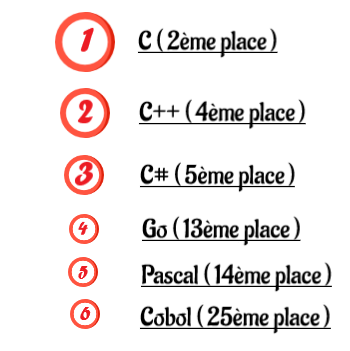 1 C ( 2ème place )
2 C++ ( 4ème place )
3 C# ( 5ème place )
4 Go ( 13ème place )
5 Pascal ( 14ème place )
6 Cobol ( 25ème place )